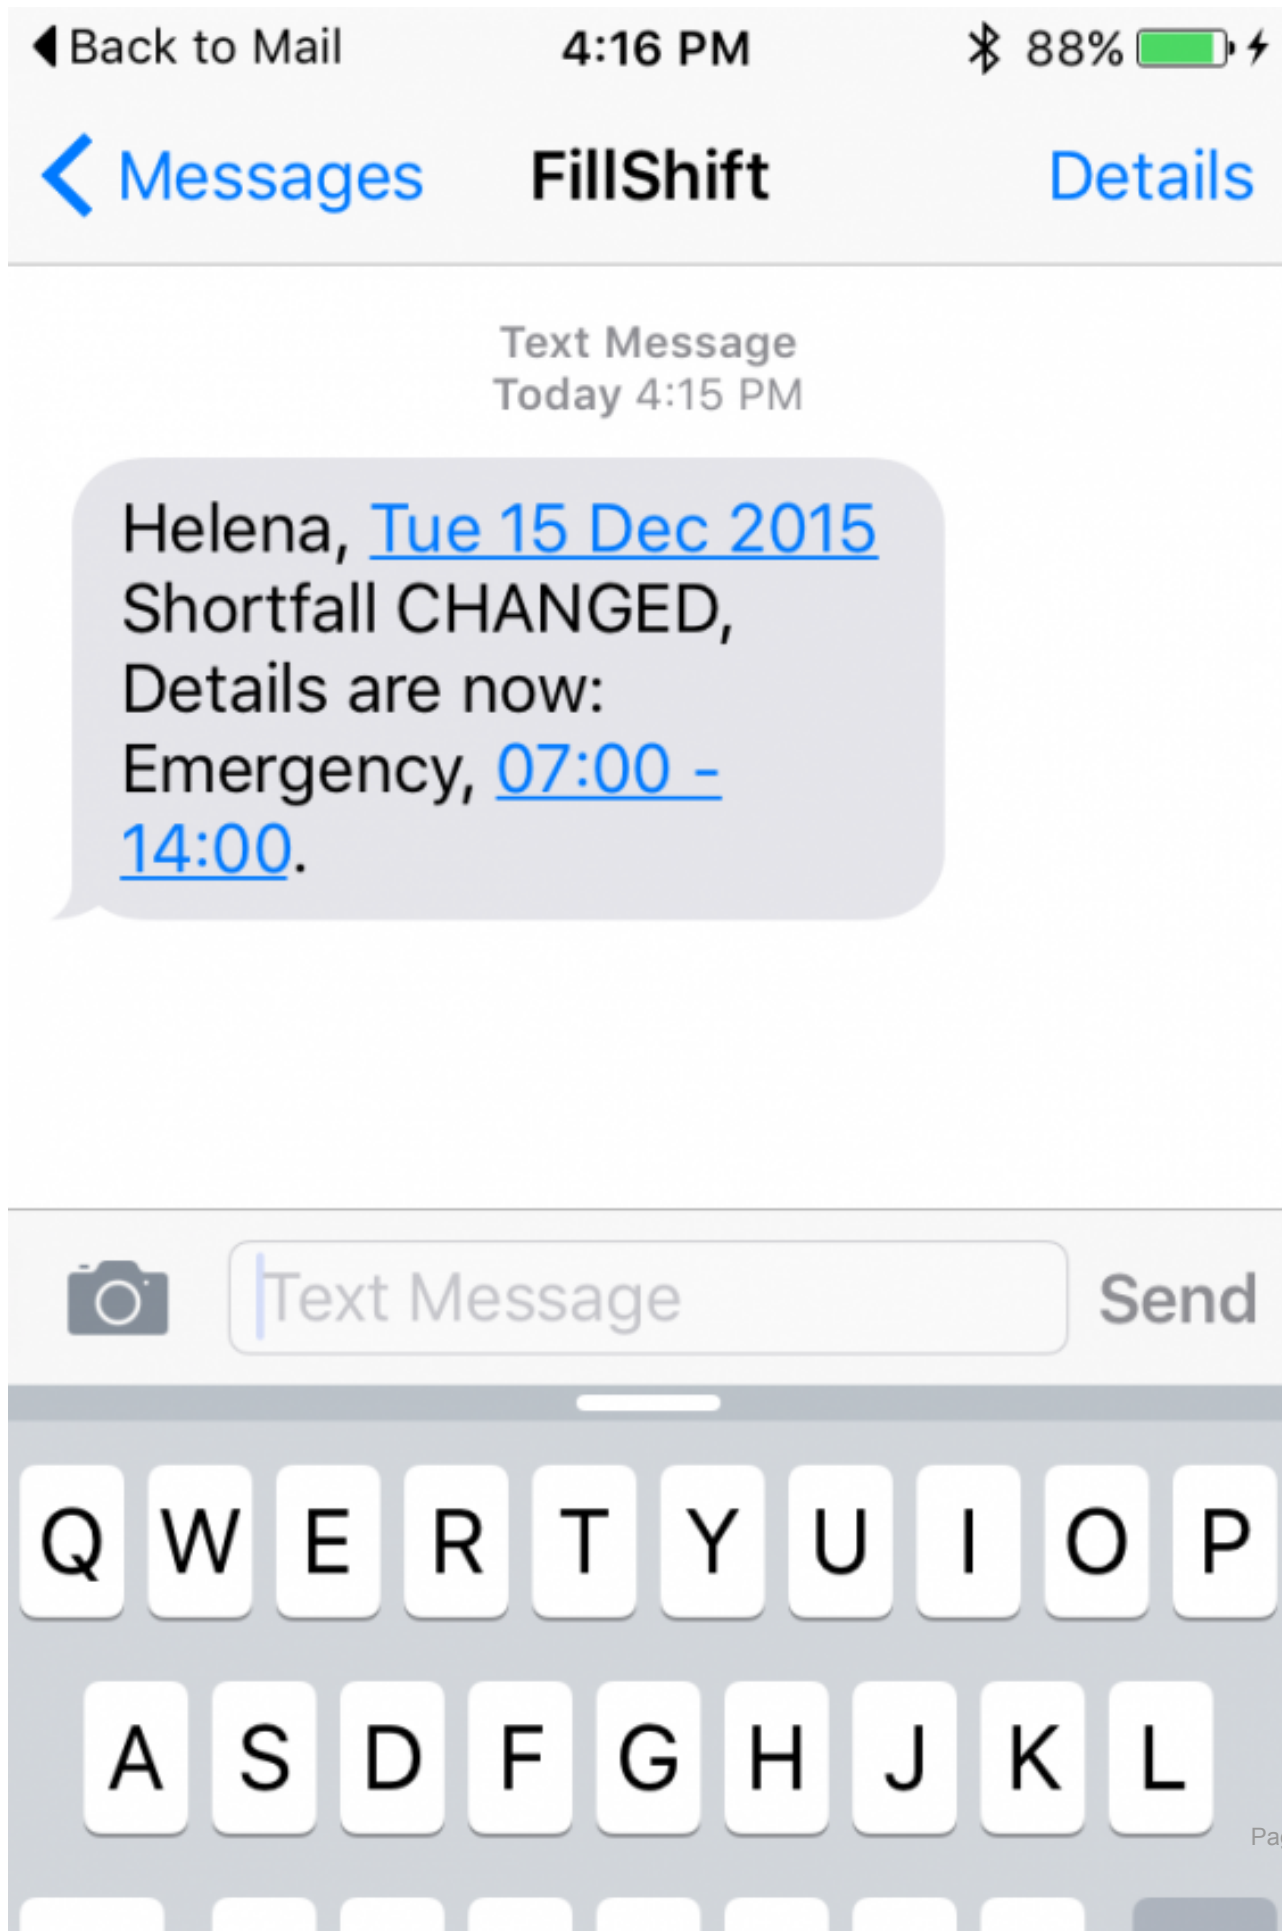 Back to Mail 4:16 PM 88%
Messages FillShift Details
Text Message
Today 4:15 PM
Helena, Tue 15 Dec 2015
Shortfall CHANGED,
Details are now:
Emergency, 07:00 -
14:00.
Text Message Send
Q W E R T Y U I O P
A S D F G H J K L